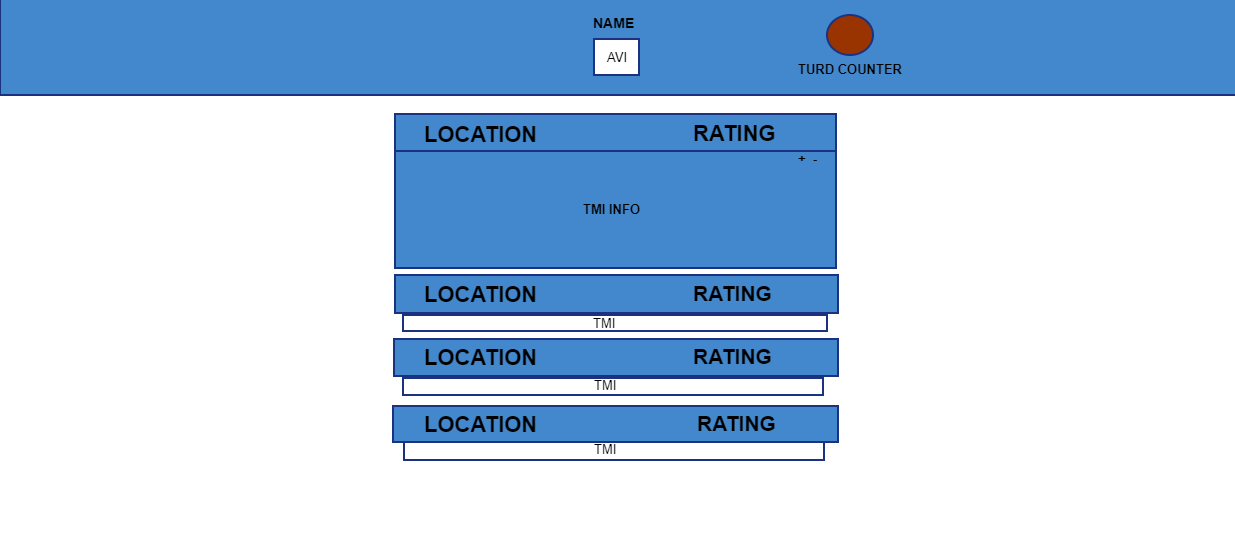 NAME
AVI
TURD COUNTER
LOCATION RATING
+ -
TMI INFO
LOCATION RATING
TMI
LOCATION RATING
TMI
LOCATION RATING
TMI